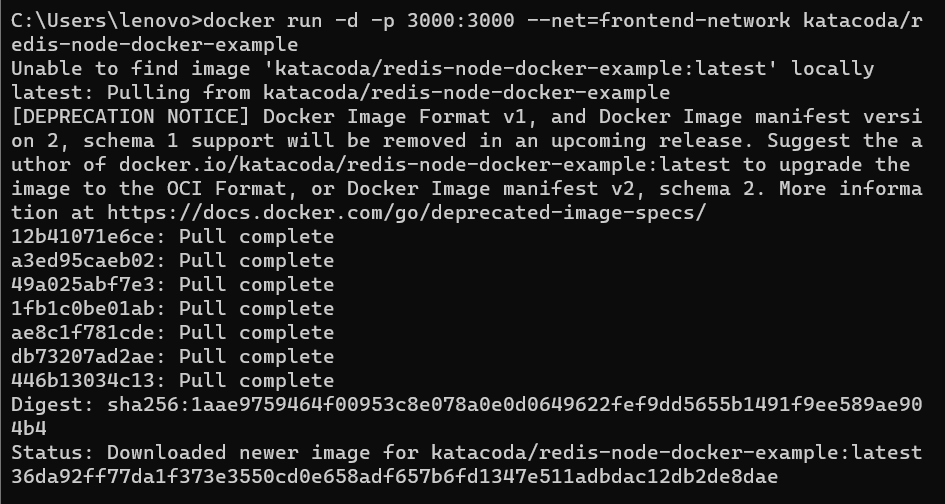 C:\Users\lenovo>docker run -d -p 3000:3000 --net=frontend-network katacoda/r
edis-node-docker-example
Unable to find image 'katacoda/redis-node-docker-example:latest' locally
latest: Pulling from katacoda/redis-node-docker-example
[DEPRECATION NOTICE] Docker Image Format v1, and Docker Image manifest versi
on 2, schema 1 support will be removed in an upcoming release. Suggest the a
uthor of docker.io/katacoda/redis-node-docker-example:latest to upgrade the
image to the OCI Format, or Docker Image manifest v2, schema 2. More informa
tion at https://docs.docker.com/go/deprecated-image-specs/
12b41071e6ce: Pull complete
a3ed95caeb02: Pull complete
49a025abf7e3: Pull complete
1fb1c0be01ab: Pull complete
ae8c1f781cde: Pull complete
db73207ad2ae: Pull complete
446b13034c13: Pull complete
Digest: sha256:1aae9759464f00953c8e078a0e0d0649622fef9dd5655b1491f9ee589ae90
4b4
Status: Downloaded newer image for katacoda/redis-node-docker-example:latest
36da92ff77da1f373e3550cd0e658adf657b6fd1347e511adbdac12db2de8dae